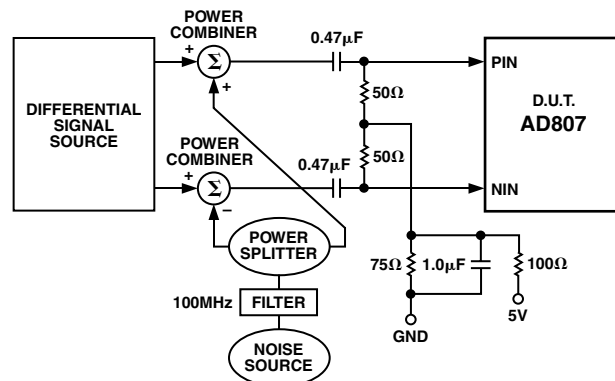 POWER
COMBINER
0.47µF
+
Σ
+
PIN
50Ω
DIFFERENTIAL
SIGNAL
SOURCE
D.U.T.
AD807
POWER
COMBINER
0.47µF
50Ω
+
Σ
−
NIN
POWER
SPLITTER
75Ω
1.0µF
100Ω
100MHz
FILTER
5V
GND
NOISE
SOURCE